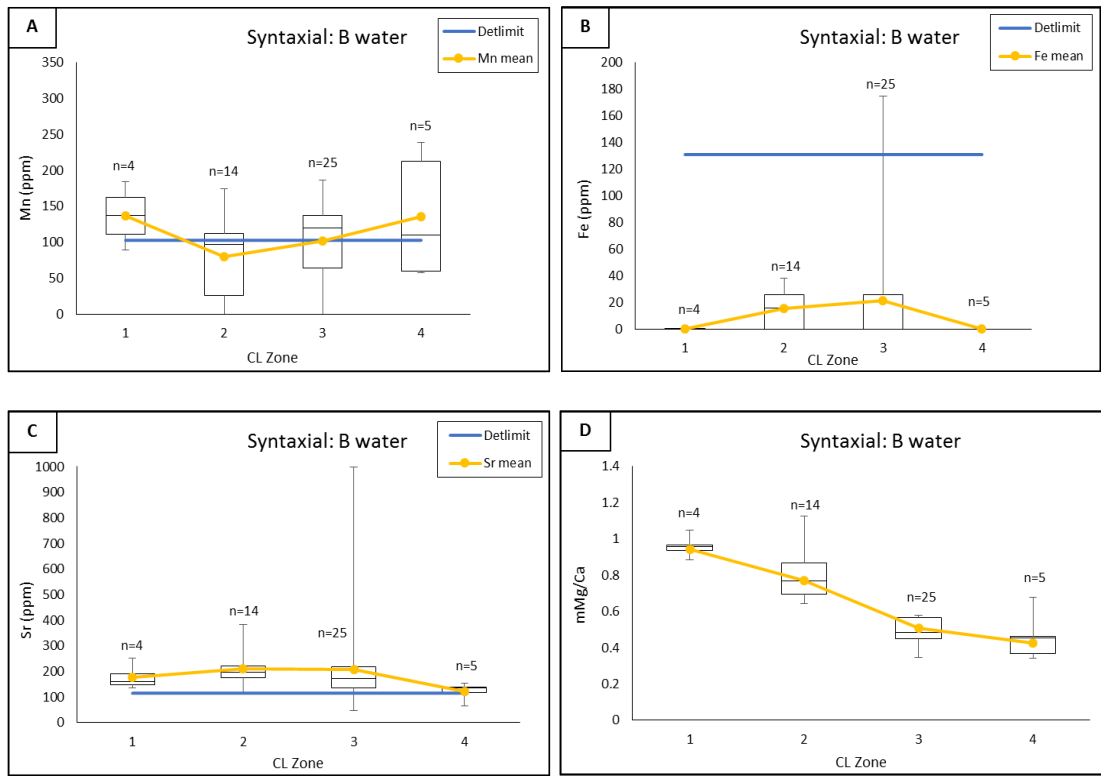 A
Syntaxial: B water
Detlimit
Mn mean
350
300
250
200
150
100
50
0
Mn (ppm)
n=4
n=14
n=25
n=5
1 2 3 4
CL Zone
B
Syntaxial: B water
Detlimit
Fe mean
200
180
160
140
120
100
80
60
40
20
0
Fe (ppm)
n=4
n=14
n=25
n=5
1 2 3 4
CL Zone
C
Syntaxial: B water
Detlimit
Sr mean
1000
900
800
700
600
500
400
300
200
100
0
Sr (ppm)
n=4
n=14
n=25
n=5
1 2 3 4
CL Zone
D
Syntaxial: B water
1.4
1.2
1
0.8
0.6
0.4
0.2
0
mMg/Ca
n=4
n=14
n=25
n=5
1 2 3 4
CL Zone